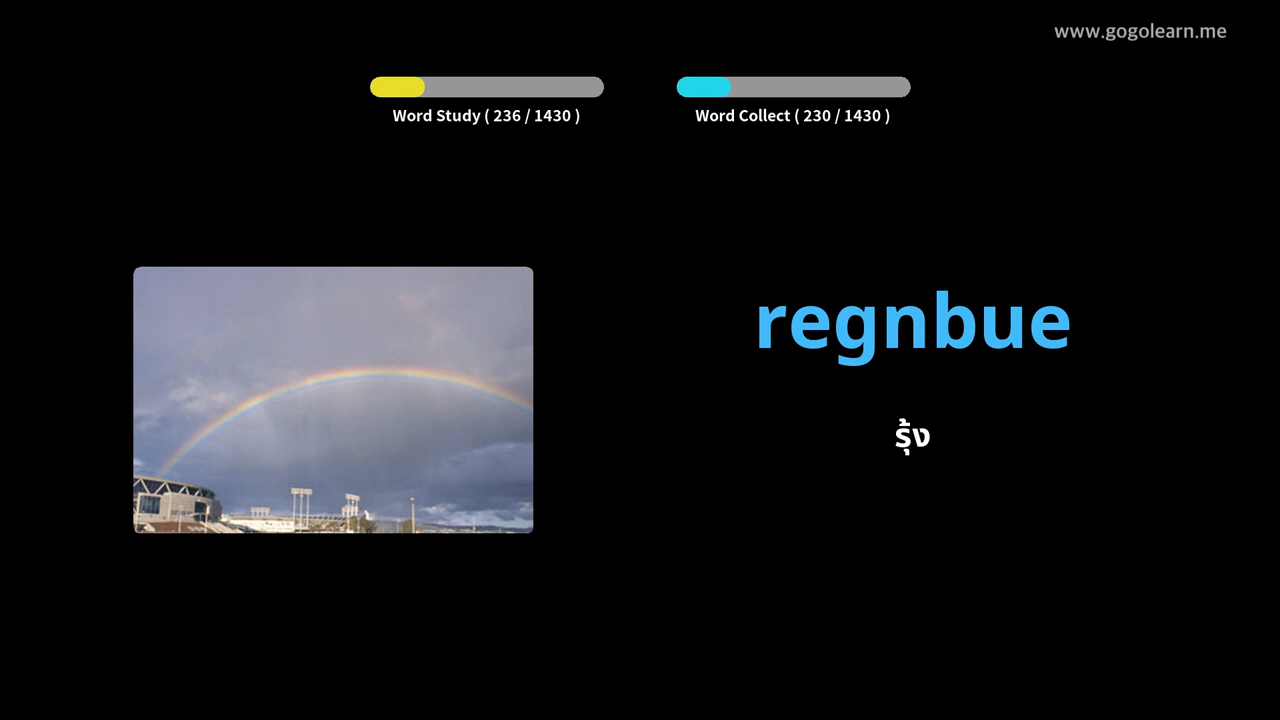 www.gogolearn.me
Word Study ( 236 / 1430 )
Word Collect ( 230 / 1430 )
regnbue
รุ้ง